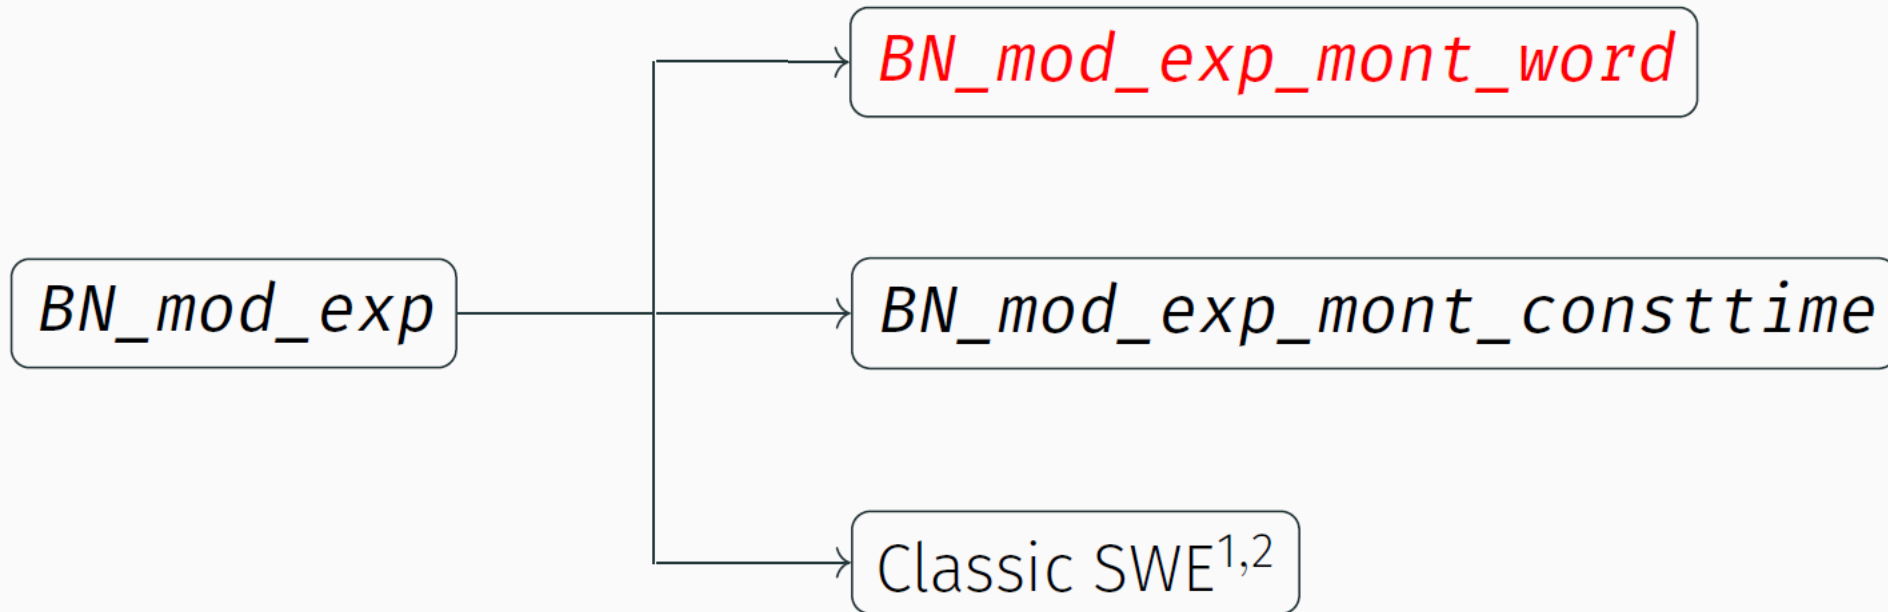 BN_mod_exp_mont_word
BN_mod_exp
BN_mod_exp_mont_consttime
Classic SWE¹,²